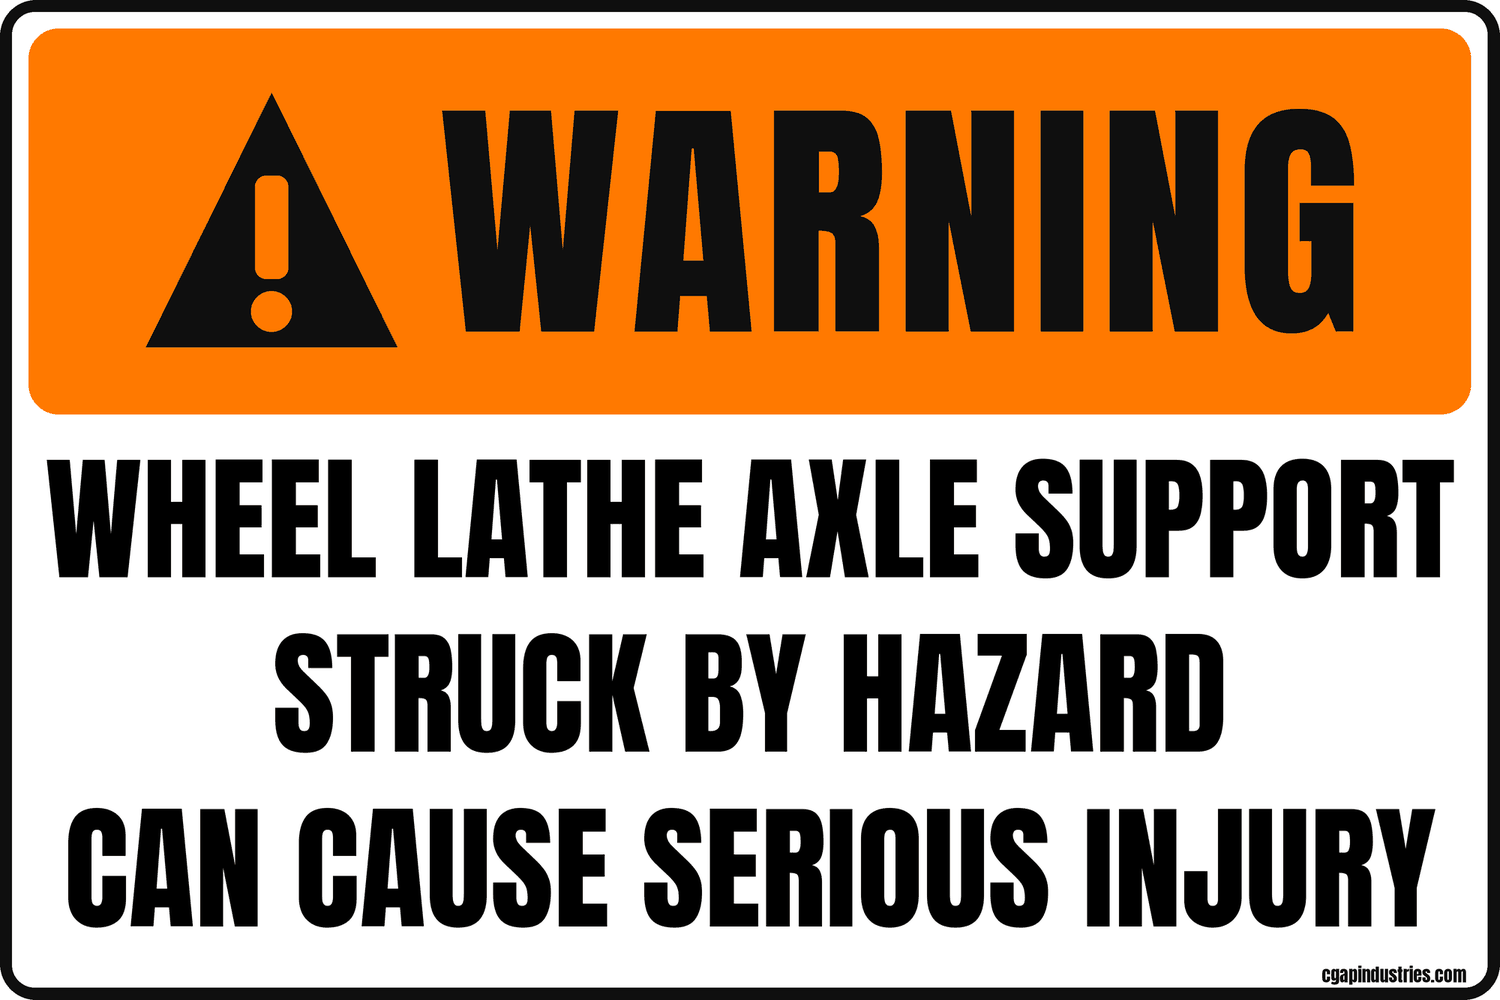 WARNING
WHEEL LATHE AXLE SUPPORT
STRUCK BY HAZARD
CAN CAUSE SERIOUS INJURY
cgapindustries.com